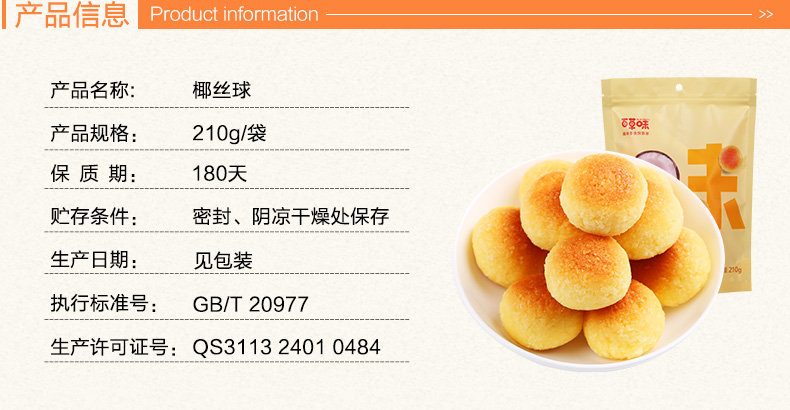 产品信息 Product information >>
产品名称: 椰丝球
产品规格: 210g/袋
保 质 期: 180天
贮存条件: 密封、阴凉干燥处保存
生产日期: 见包装
执行标准号: GB/T 20977
生产许可证号: QS3113 2401 0484
百草味
味
210g